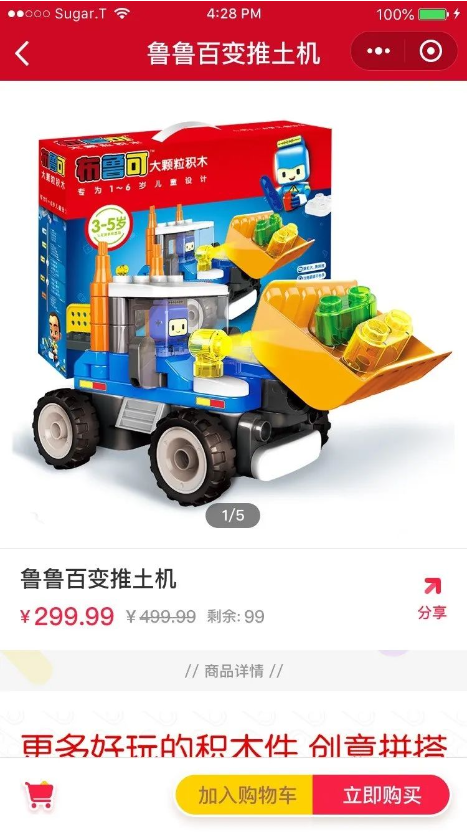 Sugar.T
4:28 PM
100%
鲁鲁百变推土机
布鲁可™
大颗粒积木
专为1~6岁儿童设计
3-5岁
1/5
鲁鲁百变推土机
¥299.99 ¥499.99 剩余: 99
分享
// 商品详情 //
更多好玩的积木件 创意拼搭
加入购物车
立即购买